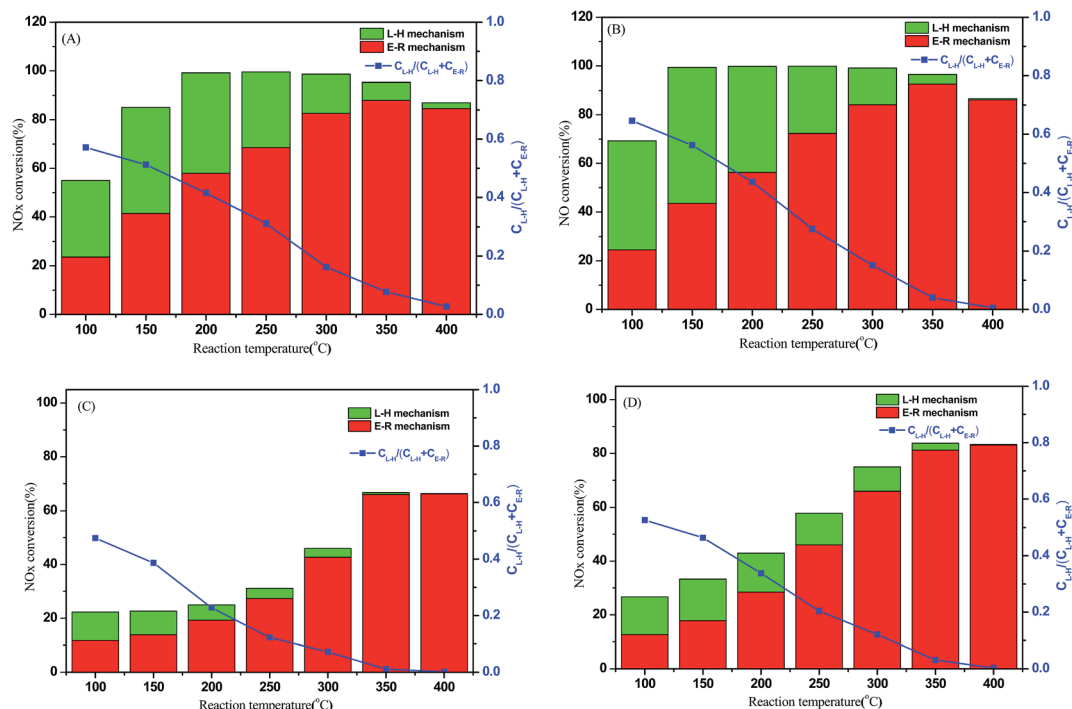 (A)
L-H mechanism
E-R mechanism
C_L-H/(C_L-H+C_E-R)
NOx conversion(%)
120
100
80
60
40
20
0
1.0
0.8
0.6
0.4
0.2
0.0
C_L-H/(C_L-H+C_E-R)
100 150 200 250 300 350 400
Reaction temperature(°C)
(B)
L-H mechanism
E-R mechanism
C_L-H/(C_L-H+C_E-R)
NO conversion(%)
120
100
80
60
40
20
0
1.0
0.8
0.6
0.4
0.2
0.0
C_L-H/(C_L-H+C_E-R)
100 150 200 250 300 350 400
Reaction temperature(°C)
(C)
L-H mechanism
E-R mechanism
C_L-H/(C_L-H+C_E-R)
NOx conversion(%)
100
80
60
40
20
0
1.0
0.8
0.6
0.4
0.2
0.0
C_L-H/(C_L-H+C_E-R)
100 150 200 250 300 350 400
Reaction temperature(°C)
(D)
L-H mechanism
E-R mechanism
C_L-H/(C_L-H+C_E-R)
NOx conversion(%)
100
80
60
40
20
0
1.0
0.8
0.6
0.4
0.2
0.0
C_L-H/(C_L-H+C_E-R)
100 150 200 250 300 350 400
Reaction temperature(°C)